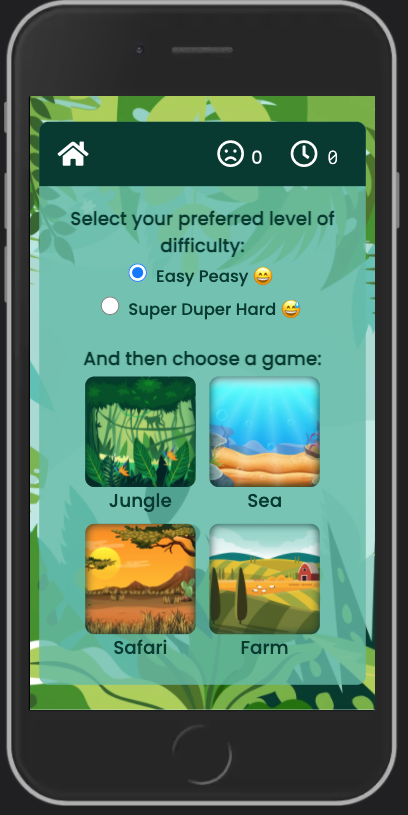 0 0
Select your preferred level of
difficulty:
Easy Peasy 😄
Super Duper Hard 😅
And then choose a game:
Jungle Sea
Safari Farm